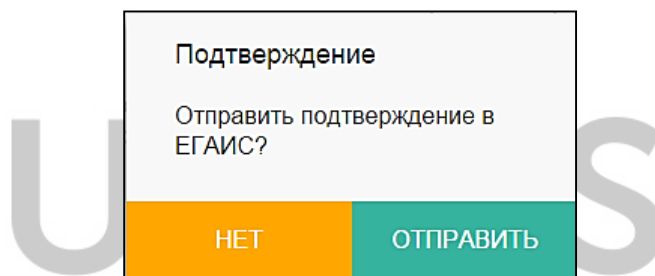 Подтверждение
Отправить подтверждение в
ЕГАИС?
НЕТ
ОТПРАВИТЬ